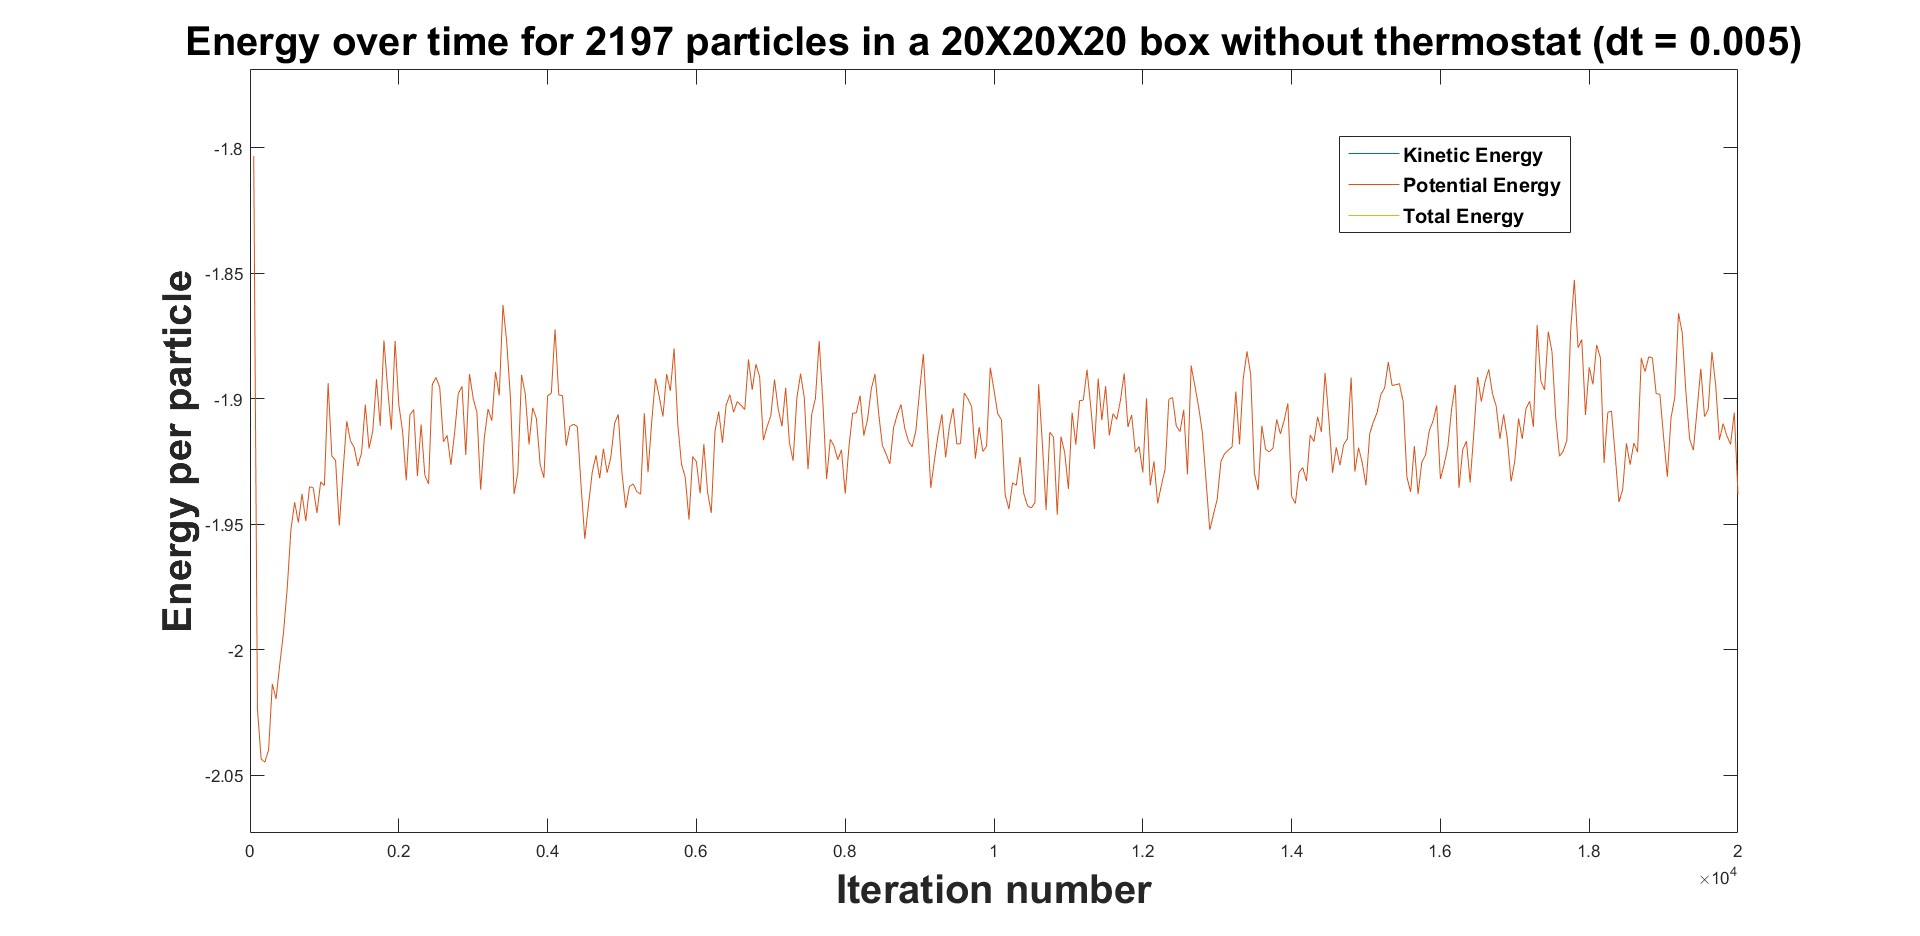 Energy over time for 2197 particles in a 20X20X20 box without thermostat (dt = 0.005)
Kinetic Energy
Potential Energy
Total Energy
Energy per particle
-1.8
-1.85
-1.9
-1.95
-2
-2.05
0 0.2 0.4 0.6 0.8 1 1.2 1.4 1.6 1.8 2
×10⁴
Iteration number